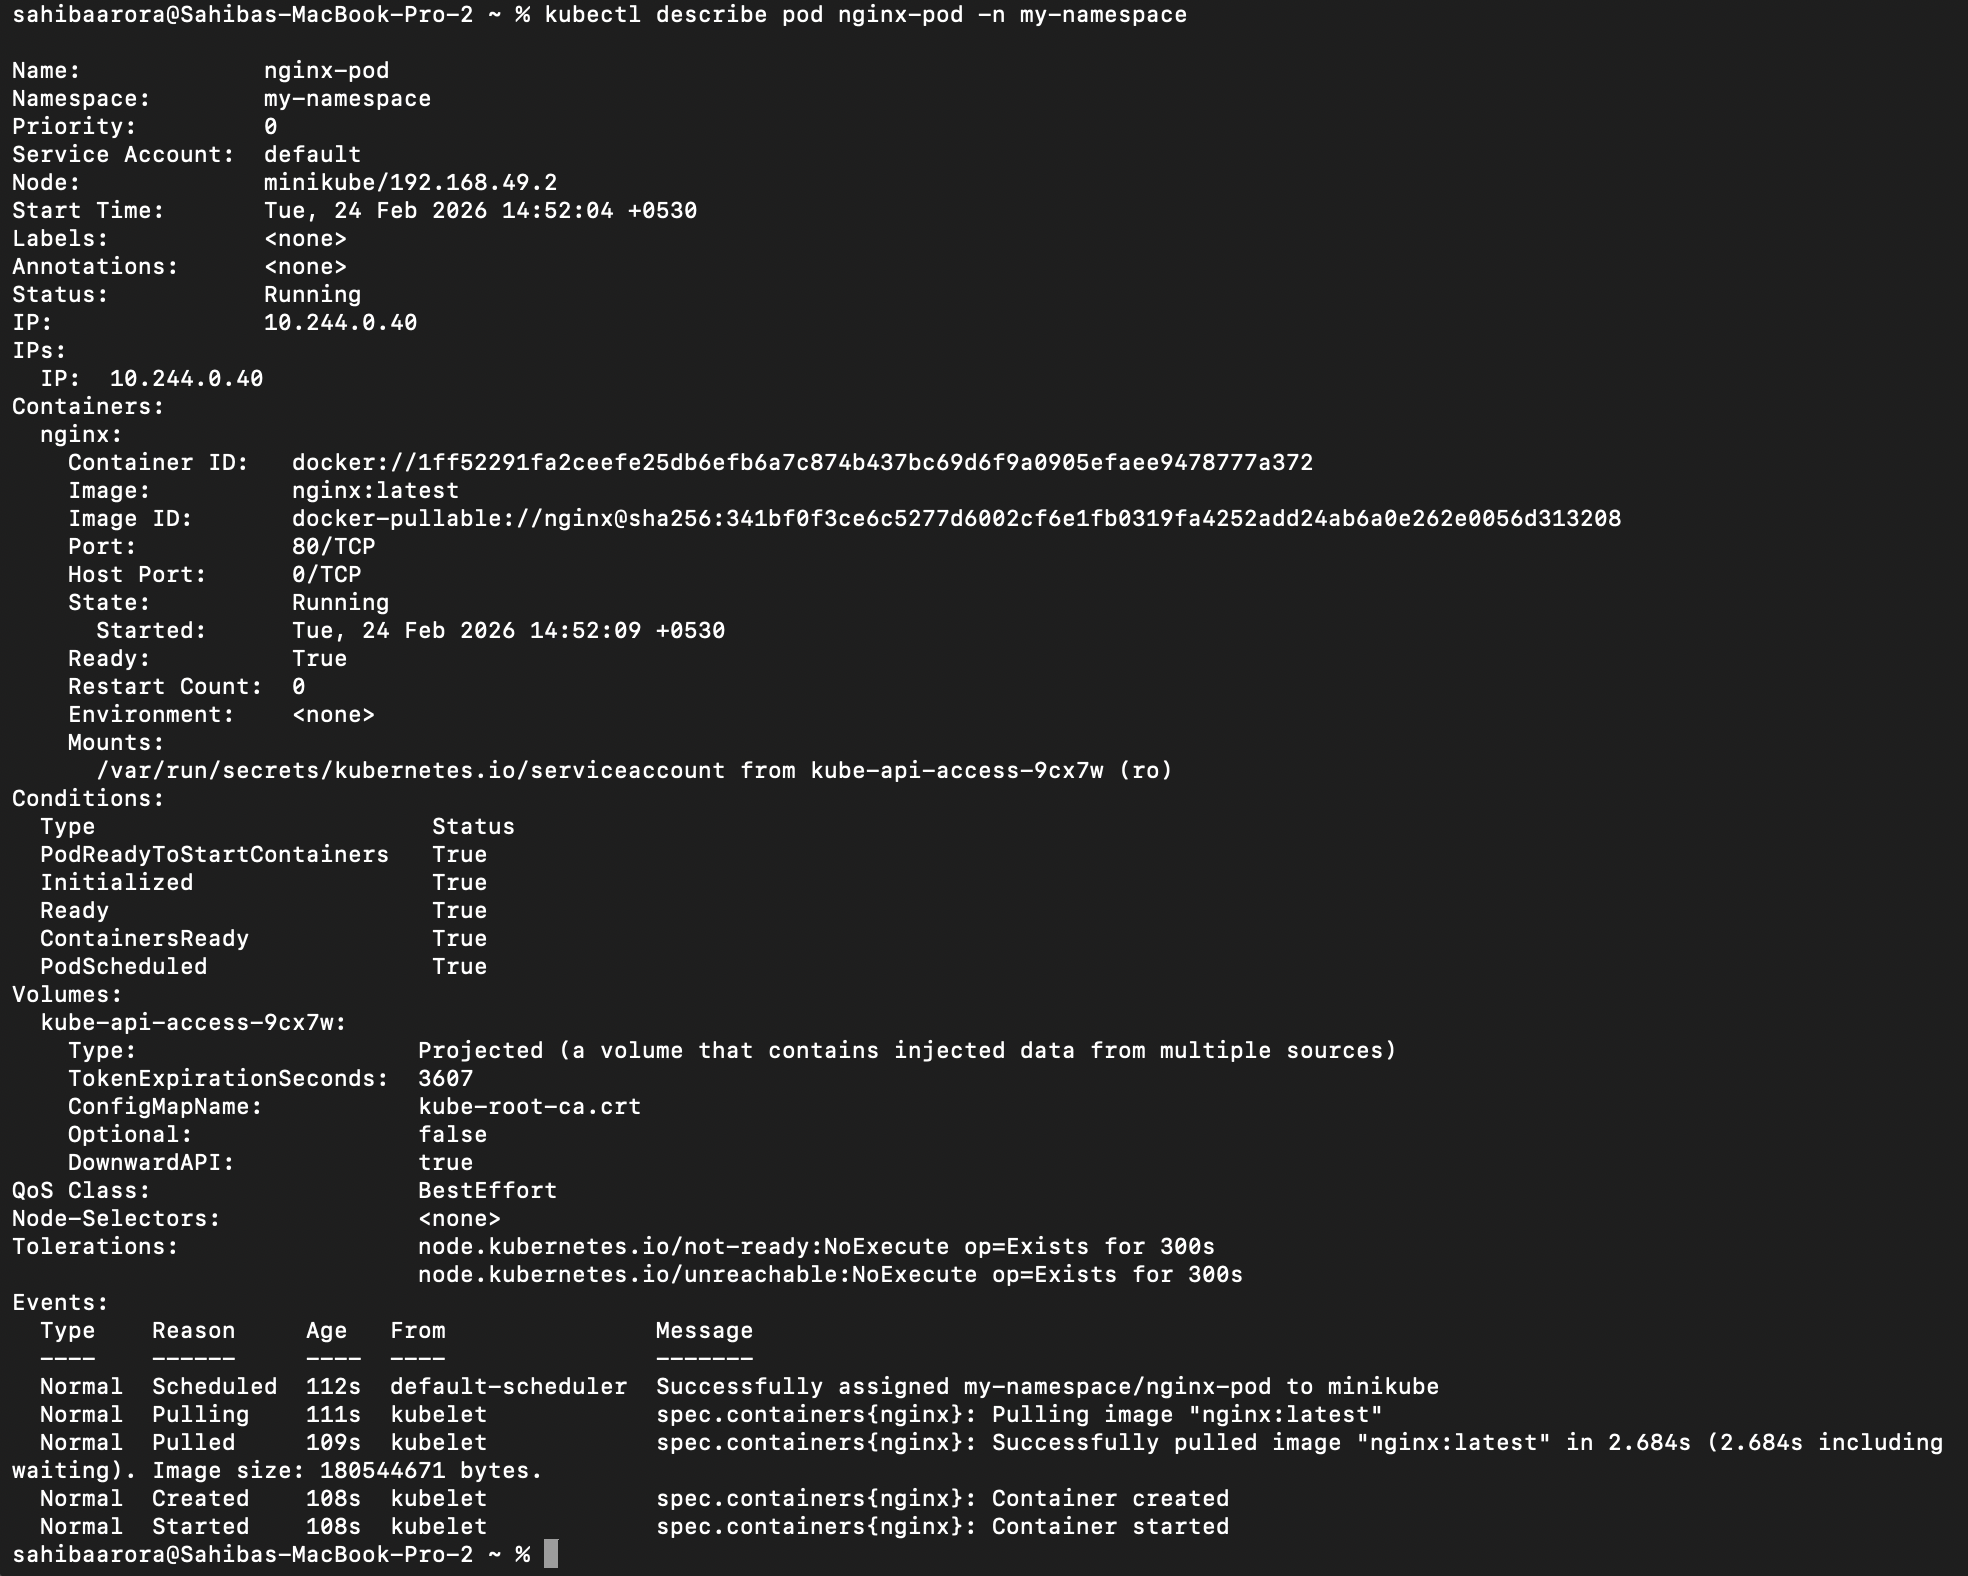 sahibaarora@Sahibas-MacBook-Pro-2 ~ % kubectl describe pod nginx-pod -n my-namespace
Name:             nginx-pod
Namespace:        my-namespace
Priority:         0
Service Account:  default
Node:             minikube/192.168.49.2
Start Time:       Tue, 24 Feb 2026 14:52:04 +0530
Labels:           <none>
Annotations:      <none>
Status:           Running
IP:               10.244.0.40
IPs:
  IP:  10.244.0.40
Containers:
  nginx:
    Container ID:   docker://1ff52291fa2ceefe25db6efb6a7c874b437bc69d6f9a0905efaee9478777a372
    Image:          nginx:latest
    Image ID:       docker-pullable://nginx@sha256:341bf0f3ce6c5277d6002cf6e1fb0319fa4252add24ab6a0e262e0056d313208
    Port:           80/TCP
    Host Port:      0/TCP
    State:          Running
      Started:      Tue, 24 Feb 2026 14:52:09 +0530
    Ready:          True
    Restart Count:  0
    Environment:    <none>
    Mounts:
      /var/run/secrets/kubernetes.io/serviceaccount from kube-api-access-9cx7w (ro)
Conditions:
  Type                        Status
  PodReadyToStartContainers   True
  Initialized                 True
  Ready                       True
  ContainersReady             True
  PodScheduled                True
Volumes:
  kube-api-access-9cx7w:
    Type:                    Projected (a volume that contains injected data from multiple sources)
    TokenExpirationSeconds:  3607
    ConfigMapName:           kube-root-ca.crt
    Optional:                false
    DownwardAPI:             true
QoS Class:                   BestEffort
Node-Selectors:              <none>
Tolerations:                 node.kubernetes.io/not-ready:NoExecute op=Exists for 300s
                             node.kubernetes.io/unreachable:NoExecute op=Exists for 300s
Events:
  Type    Reason     Age   From               Message
  ----    ------     ----  ----               -------
  Normal  Scheduled  112s  default-scheduler  Successfully assigned my-namespace/nginx-pod to minikube
  Normal  Pulling    111s  kubelet            spec.containers{nginx}: Pulling image "nginx:latest"
  Normal  Pulled     109s  kubelet            spec.containers{nginx}: Successfully pulled image "nginx:latest" in 2.684s (2.684s including
waiting). Image size: 180544671 bytes.
  Normal  Created    108s  kubelet            spec.containers{nginx}: Container created
  Normal  Started    108s  kubelet            spec.containers{nginx}: Container started
sahibaarora@Sahibas-MacBook-Pro-2 ~ %